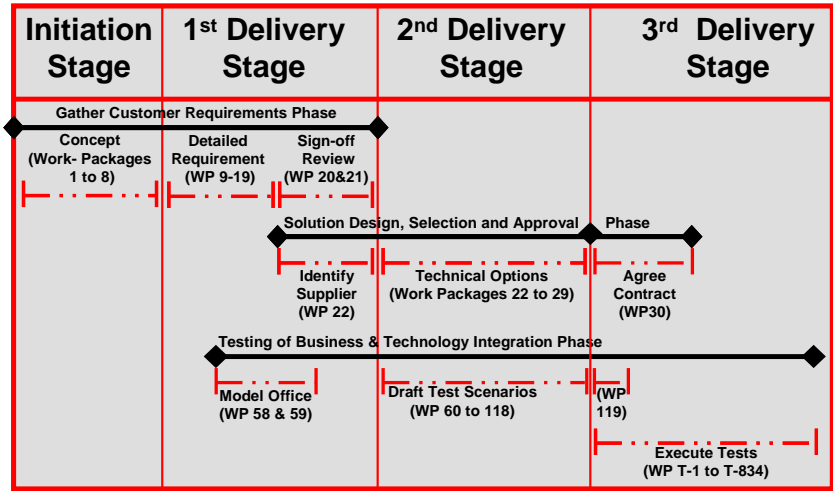 Initiation
Stage
1st Delivery
Stage
2nd Delivery
Stage
3rd Delivery
Stage
Gather Customer Requirements Phase
Concept
(Work- Packages
1 to 8)
Detailed
Requirement
(WP 9-19)
Sign-off
Review
(WP 20&21)
Solution Design, Selection and Approval Phase
Identify
Supplier
(WP 22)
Technical Options
(Work Packages 22 to 29)
Agree
Contract
(WP30)
Testing of Business & Technology Integration Phase
Model Office
(WP 58 & 59)
Draft Test Scenarios
(WP 60 to 118)
(WP
119)
Execute Tests
(WP T-1 to T-834)